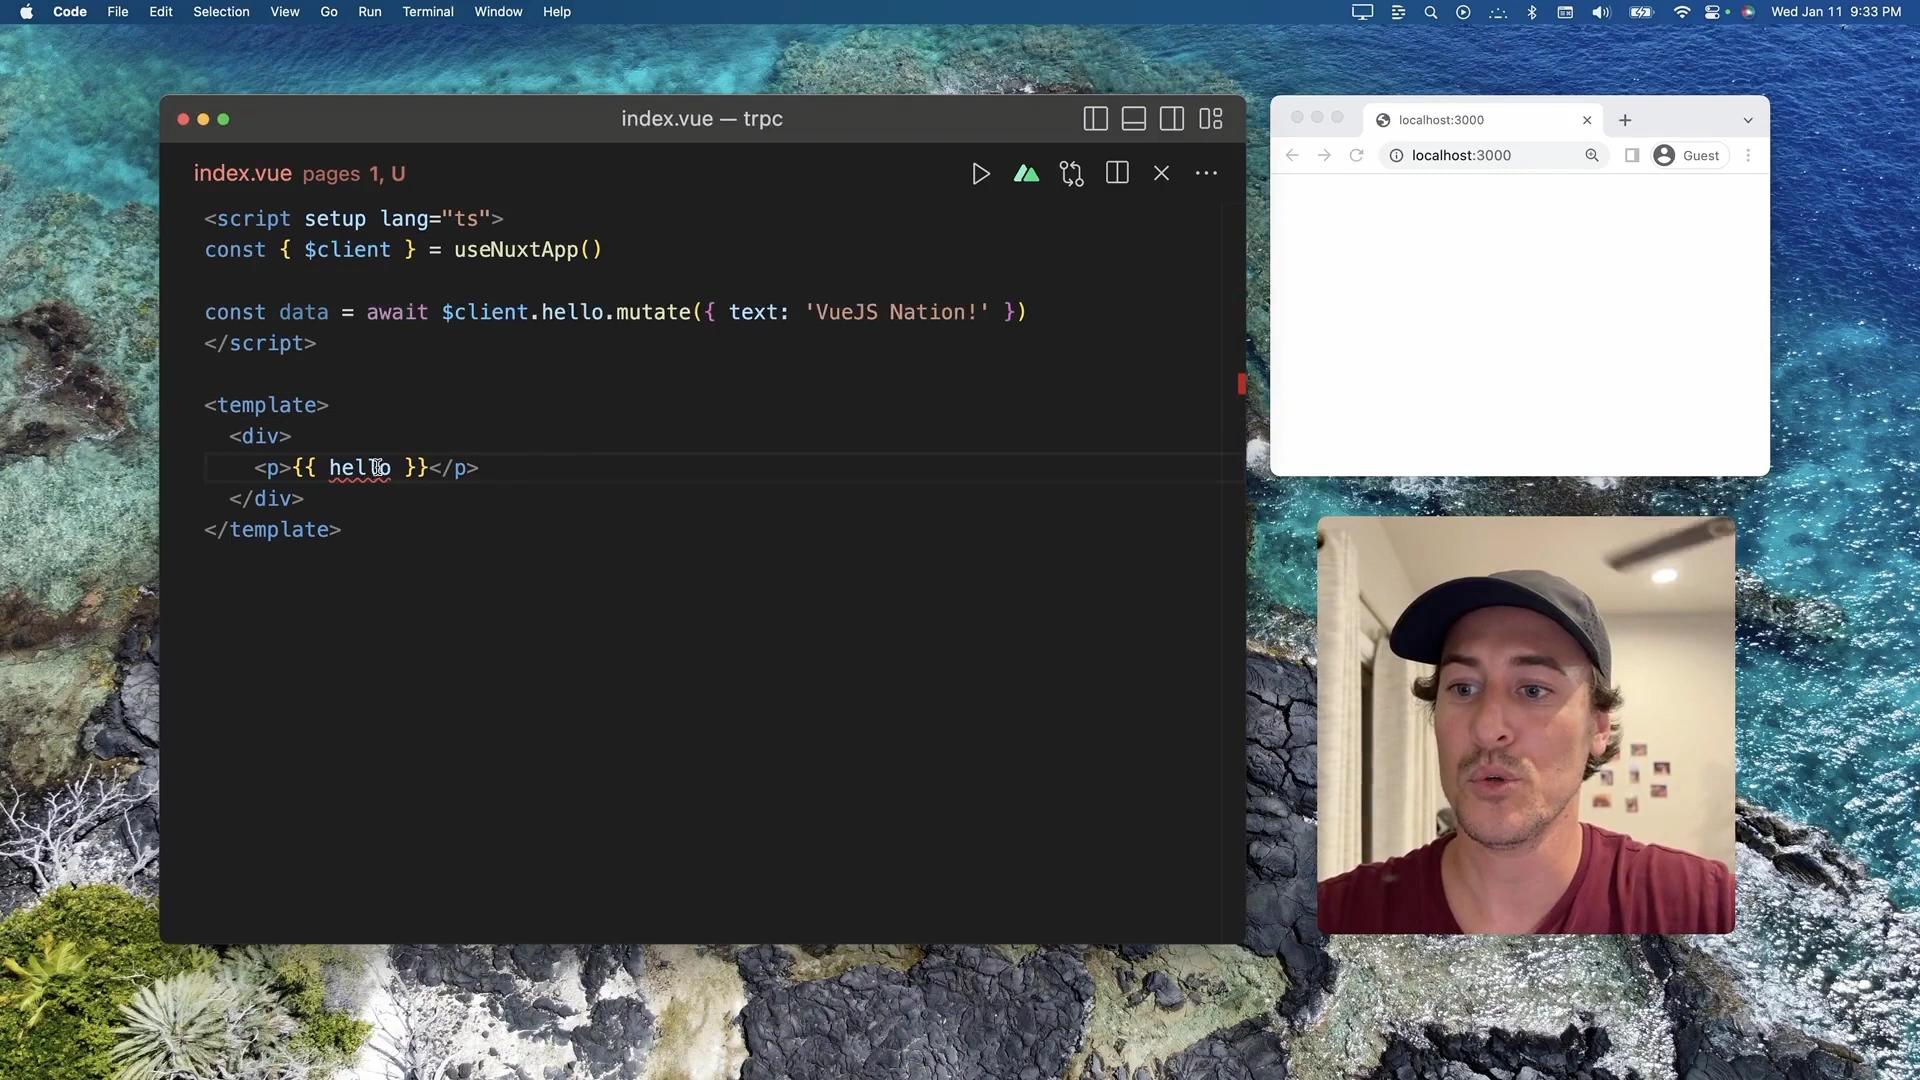 Code File Edit Selection View Go Run Terminal Window Help Wed Jan 11 9:33 PM
index.vue — trpc
index.vue pages 1, U
<script setup lang="ts">
const { $client } = useNuxtApp()
const data = await $client.hello.mutate({ text: 'VueJS Nation!' })
</script>
<template>
<div>
<p>{{ hello }}</p>
</div>
</template>
localhost:3000
localhost:3000 Guest